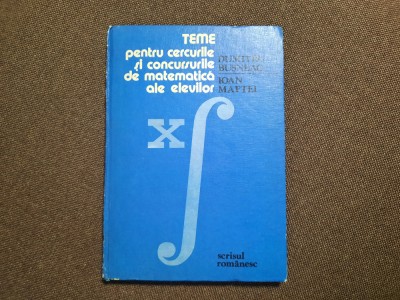 TEME
pentru cercurile
și concursurile
de matematică
ale elevilor
DUMITRU
BUȘNEAG
IOAN
MAFTEI
x
scrisul
românesc